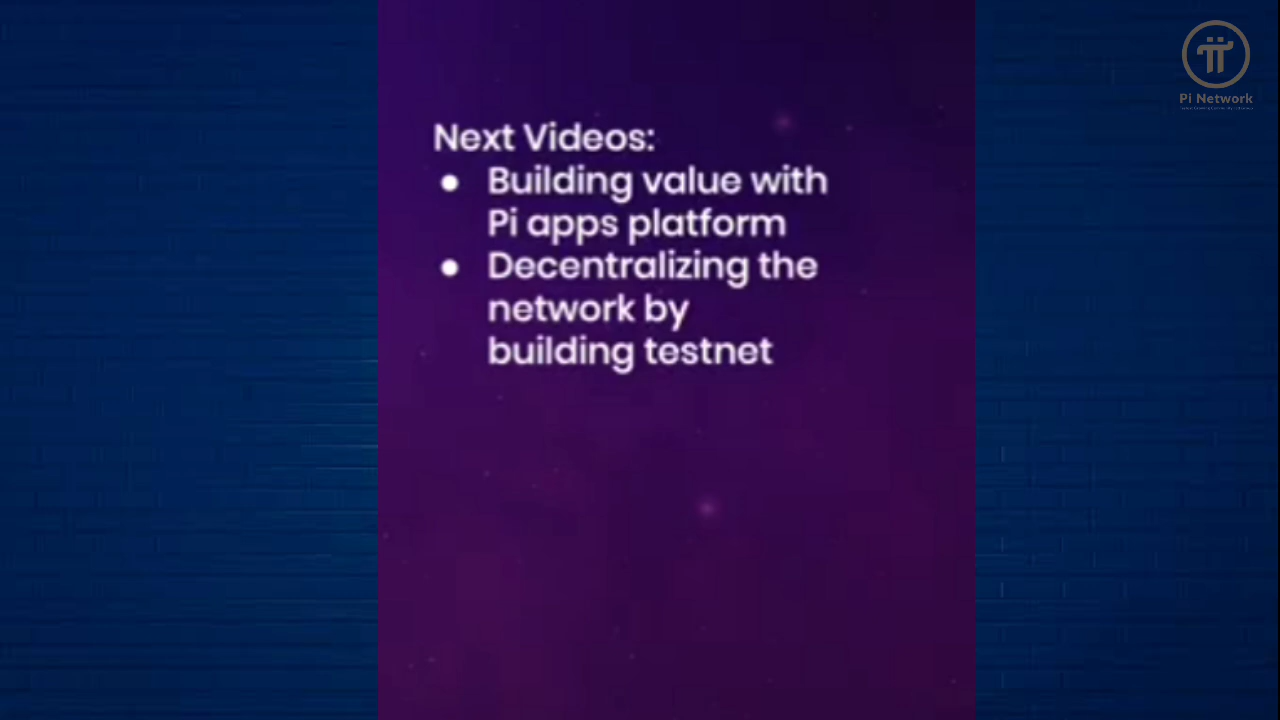 Pi Network
Next Videos:
● Building value with
Pi apps platform
● Decentralizing the
network by
building testnet